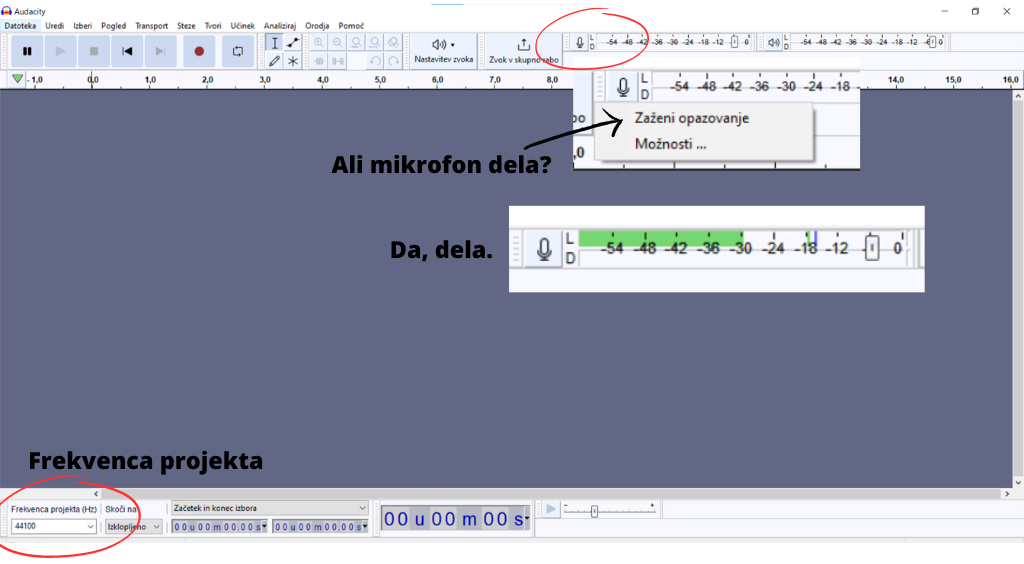 Audacity
Datoteka Uredi Izberi Pogled Transport Steze Tvori Učinek Analiziraj Orodja Pomoč
Nastavitev zvoka
Zvok v skupno rabo
L
D
-54 -48 -42 -36 -30 -24 -18 -12 -6 0
L
D
-54 -48 -42 -36 -30 -24 -18 -12 -6 0
-1,0 0,0 1,0 2,0 3,0 4,0 5,0 6,0 7,0 8,0 14,0 15,0 16,0
L
D
-54 -48 -42 -36 -30 -24 -18
Zaženi opazovanje
Možnosti ...
,0
Ali mikrofon dela?
Da, dela.
L
D
-54 -48 -42 -36 -30 -24 -18 -12 0
Frekvenca projekta
Frekvenca projekta (Hz) Skoči na
Začetek in konec izbora
44100
Izklopljeno
00 u 00 m 00.00 s
00 u 00 m 00.00 s
00 u 00 m 00 s